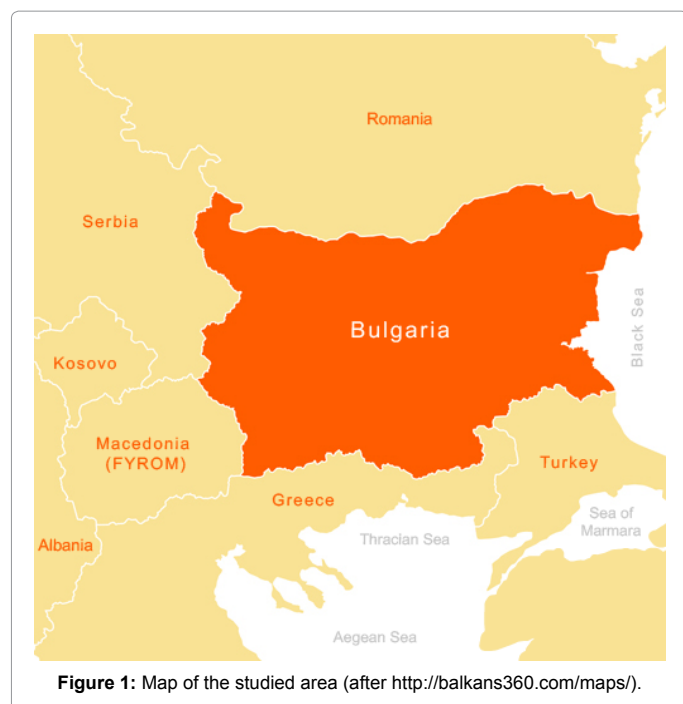 Romania
Serbia
Bulgaria
Black Sea
Kosovo
Macedonia
(FYROM)
Turkey
Greece
Sea of
Marmara
Thracian Sea
Albania
Aegean Sea
Figure 1: Map of the studied area (after http://balkans360.com/maps/).